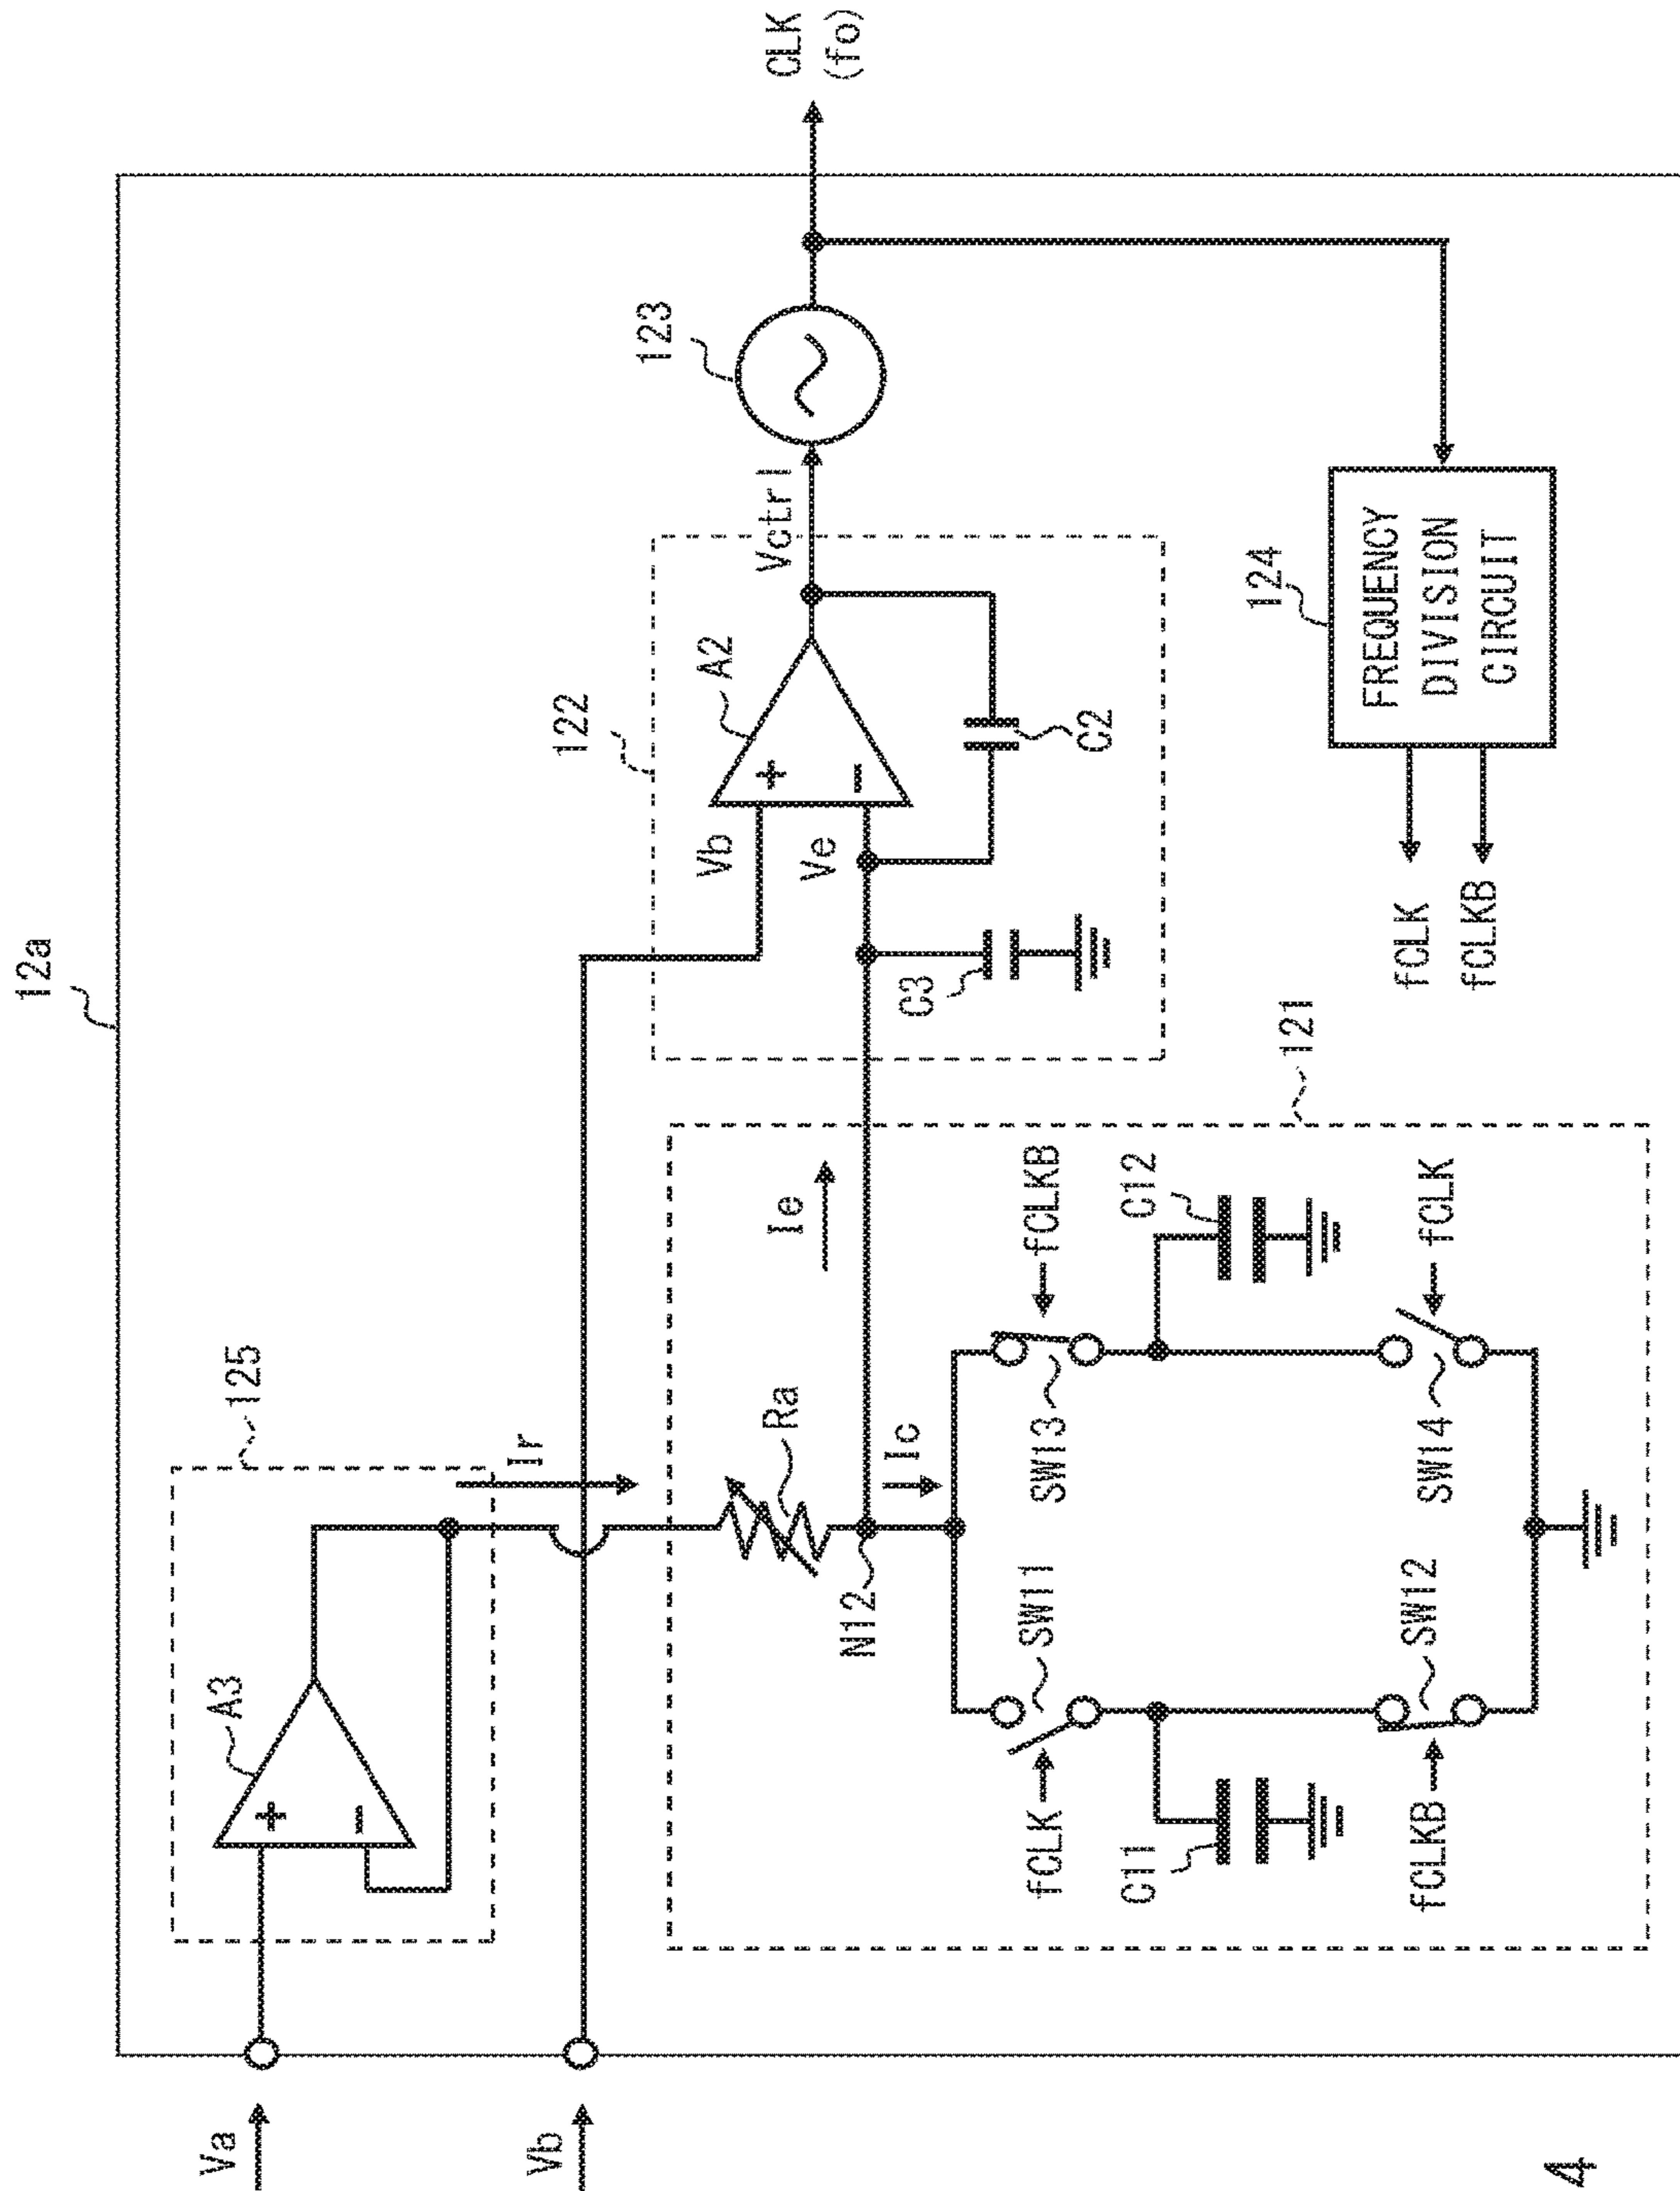 12a
Va
Vb
A3
+
−
125
Ir
Ra
N12
Ie
Ic
121
fCLK
SW11
SW13
fCLKB
C11
C12
fCLKB
SW12
SW14
fCLK
122
Vb
Ve
+
−
A2
Vctrl
C3
C2
123
CLK
(fo)
124
FREQUENCY
DIVISION
CIRCUIT
fCLK
fCLKB
4